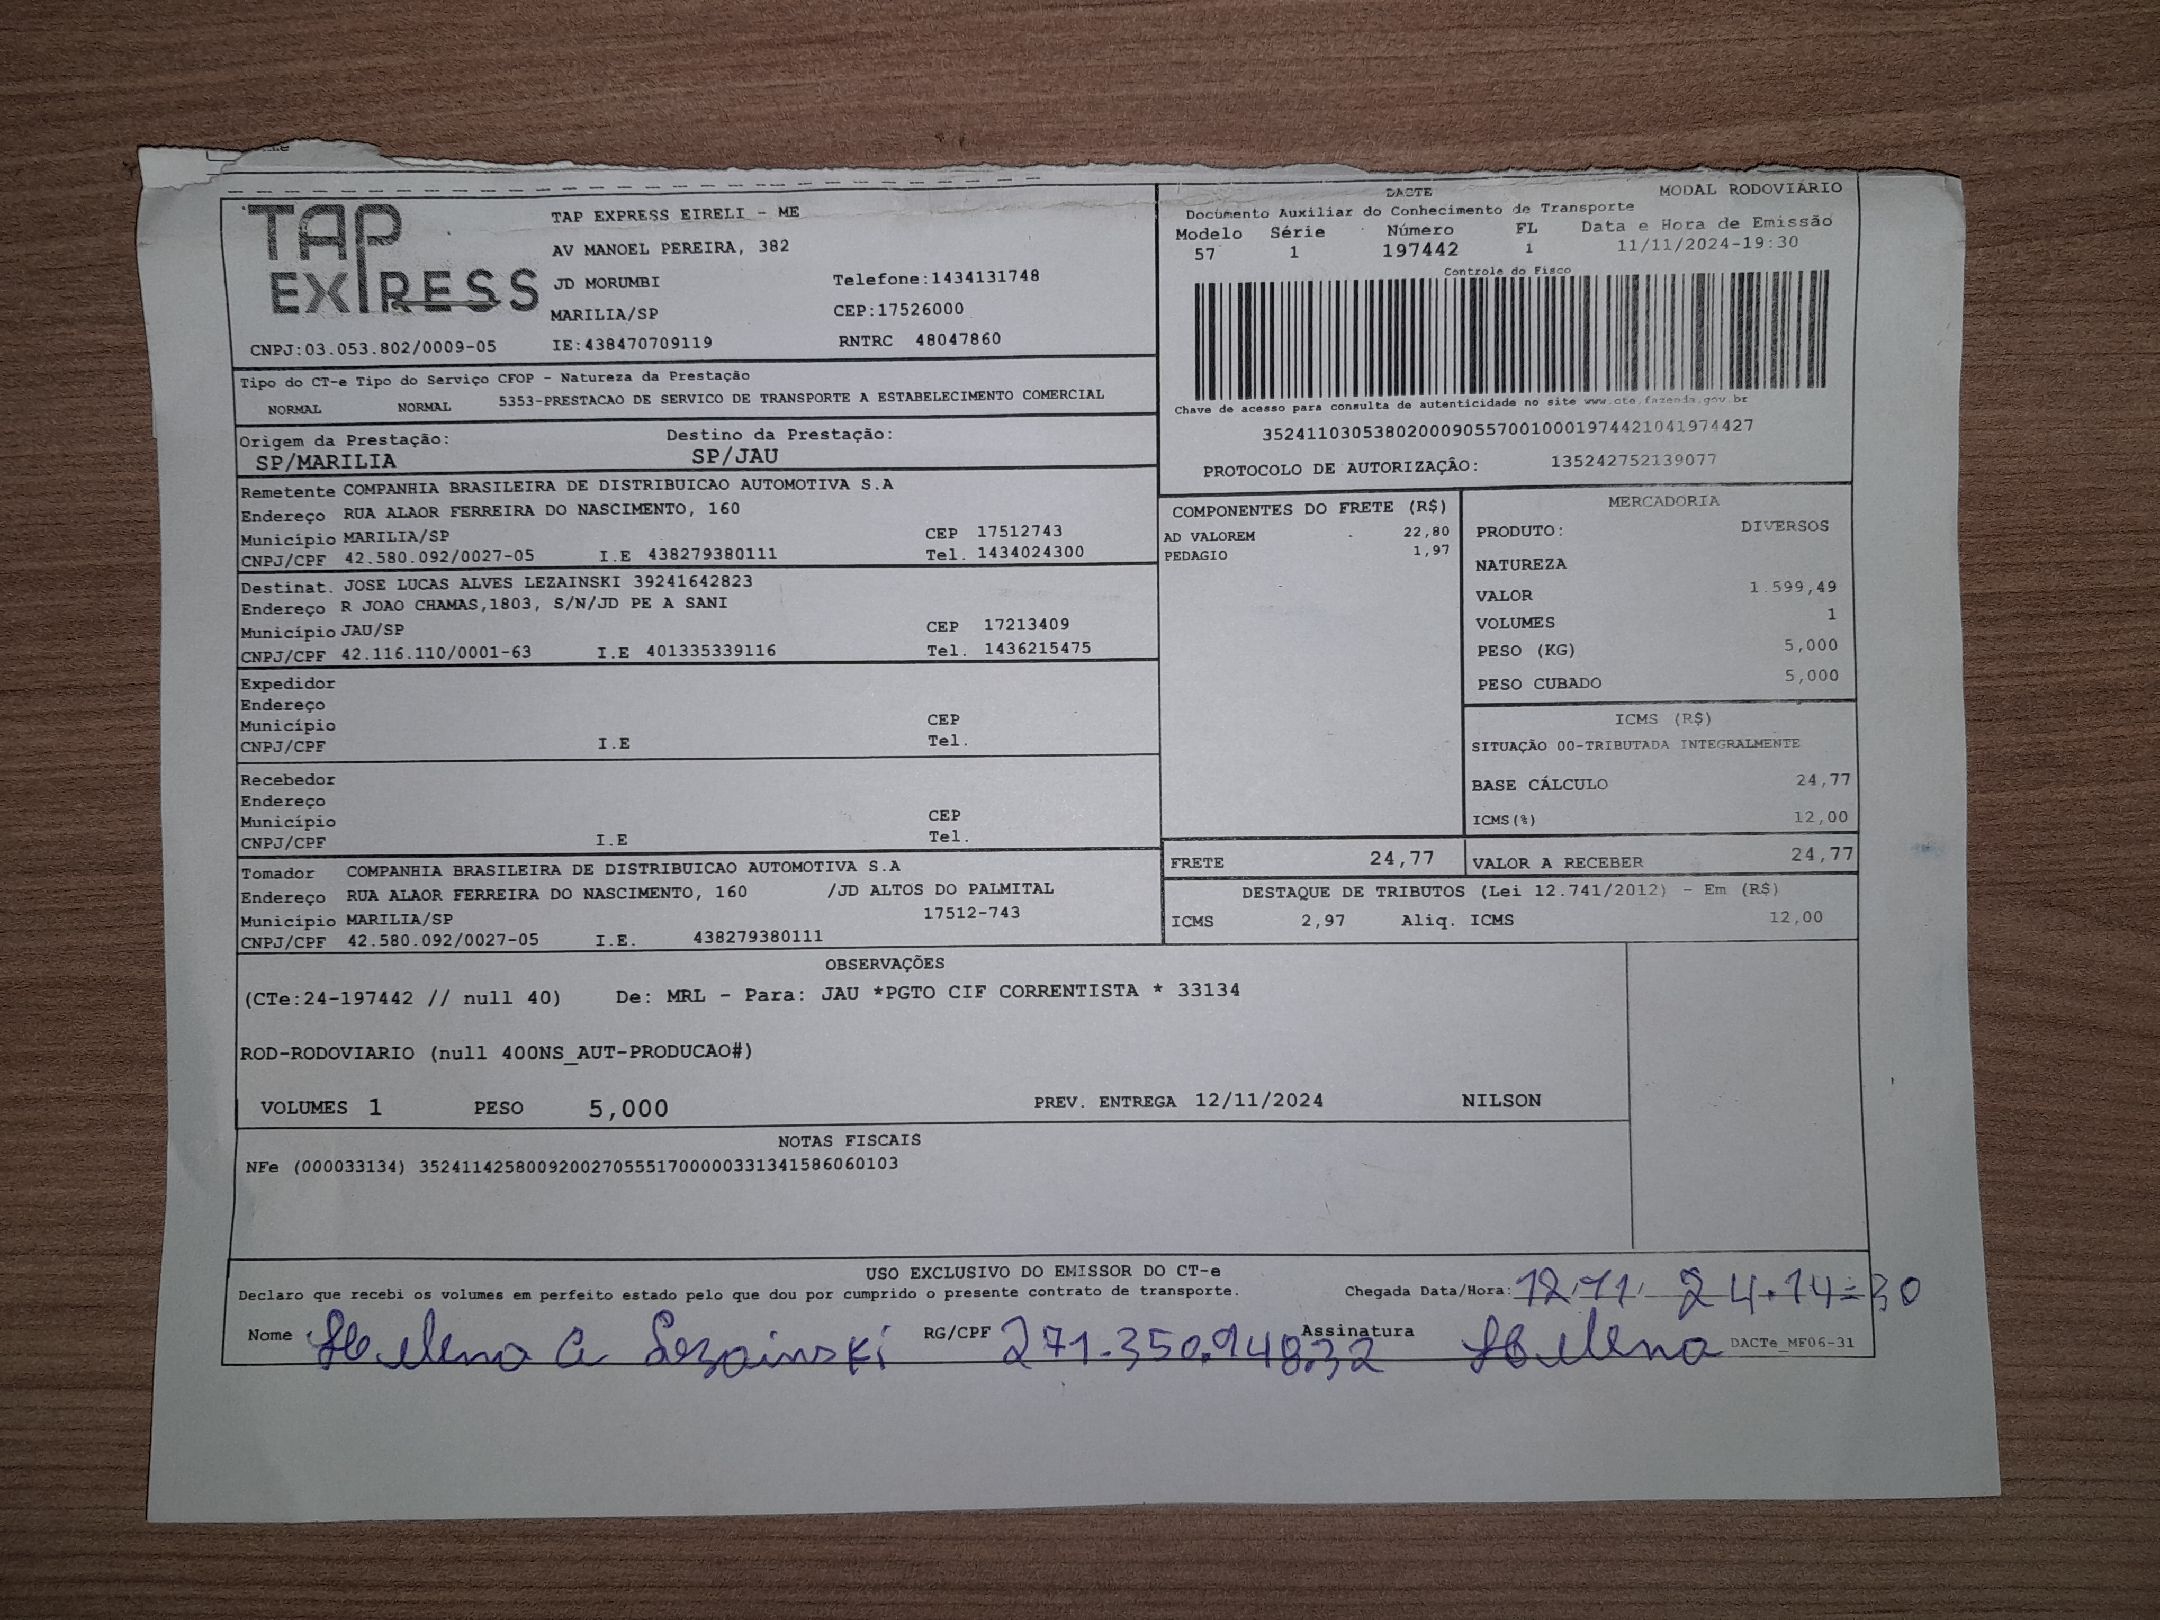 TAP
EXPRESS
TAP EXPRESS EIRELI - ME
AV MANOEL PEREIRA, 382
JD MORUMBI Telefone:1434131748
MARILIA/SP CEP:17526000
CNPJ:03.053.802/0009-05 IE:438470709119 RNTRC 48047860
DACTE MODAL RODOVIÁRIO
Documento Auxiliar do Conhecimento de Transporte
Modelo Série Número FL Data e Hora de Emissão
57 1 197442 1 11/11/2024-19:30
Controle do Fisco
Chave de acesso para consulta de autenticidade no site www.cte.fazenda.gov.br
35241103053802000905570010001974421041974427
PROTOCOLO DE AUTORIZAÇÃO: 135242752139077
Tipo do CT-e Tipo do Serviço CFOP - Natureza da Prestação
NORMAL NORMAL 5353-PRESTACAO DE SERVICO DE TRANSPORTE A ESTABELECIMENTO COMERCIAL
Origem da Prestação: Destino da Prestação:
SP/MARILIA SP/JAU
Remetente COMPANHIA BRASILEIRA DE DISTRIBUICAO AUTOMOTIVA S.A
Endereço RUA ALAOR FERREIRA DO NASCIMENTO, 160
Município MARILIA/SP CEP 17512743
CNPJ/CPF 42.580.092/0027-05 I.E 438279380111 Tel. 1434024300
Destinat. JOSE LUCAS ALVES LEZAINSKI 39241642823
Endereço R JOAO CHAMAS,1803, S/N/JD PE A SANI
Município JAU/SP CEP 17213409
CNPJ/CPF 42.116.110/0001-63 I.E 401335339116 Tel. 1436215475
Expedidor
Endereço
Município CEP
CNPJ/CPF I.E Tel.
Recebedor
Endereço
Município CEP
CNPJ/CPF I.E Tel.
Tomador COMPANHIA BRASILEIRA DE DISTRIBUICAO AUTOMOTIVA S.A
Endereço RUA ALAOR FERREIRA DO NASCIMENTO, 160 /JD ALTOS DO PALMITAL
Município MARILIA/SP 17512-743
CNPJ/CPF 42.580.092/0027-05 I.E. 438279380111
COMPONENTES DO FRETE (R$)
AD VALOREM 22,80
PEDAGIO 1,97
MERCADORIA
PRODUTO: DIVERSOS
NATUREZA
VALOR 1.599,49
VOLUMES 1
PESO (KG) 5,000
PESO CUBADO 5,000
ICMS (R$)
SITUAÇÃO 00-TRIBUTADA INTEGRALMENTE
BASE CÁLCULO 24,77
ICMS(%) 12,00
FRETE 24,77 VALOR A RECEBER 24,77
DESTAQUE DE TRIBUTOS (Lei 12.741/2012) - Em (R$)
ICMS 2,97 Aliq. ICMS 12,00
OBSERVAÇÕES
(CTe:24-197442 // null 40) De: MRL - Para: JAU *PGTO CIF CORRENTISTA * 33134
ROD-RODOVIARIO (null 400NS_AUT-PRODUCAO#)
VOLUMES 1 PESO 5,000 PREV. ENTREGA 12/11/2024 NILSON
NOTAS FISCAIS
NFe (000033134) 35241142580092002705551700000331341586060103
USO EXCLUSIVO DO EMISSOR DO CT-e
Declaro que recebi os volumes em perfeito estado pelo que dou por cumprido o presente contrato de transporte. Chegada Data/Hora: 12/11/ 24.14:30
Nome Helena A Lezainski RG/CPF 271.350.948.32 Assinatura Helena DACTe_MF06-31